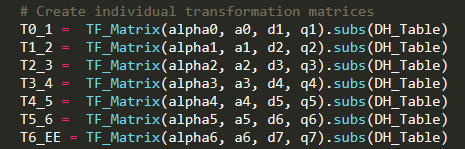 # Create individual transformation matrices
T0_1 = TF_Matrix(alpha0, a0, d1, q1).subs(DH_Table)
T1_2 = TF_Matrix(alpha1, a1, d2, q2).subs(DH_Table)
T2_3 = TF_Matrix(alpha2, a2, d3, q3).subs(DH_Table)
T3_4 = TF_Matrix(alpha3, a3, d4, q4).subs(DH_Table)
T4_5 = TF_Matrix(alpha4, a4, d5, q5).subs(DH_Table)
T5_6 = TF_Matrix(alpha5, a5, d6, q6).subs(DH_Table)
T6_EE = TF_Matrix(alpha6, a6, d7, q7).subs(DH_Table)